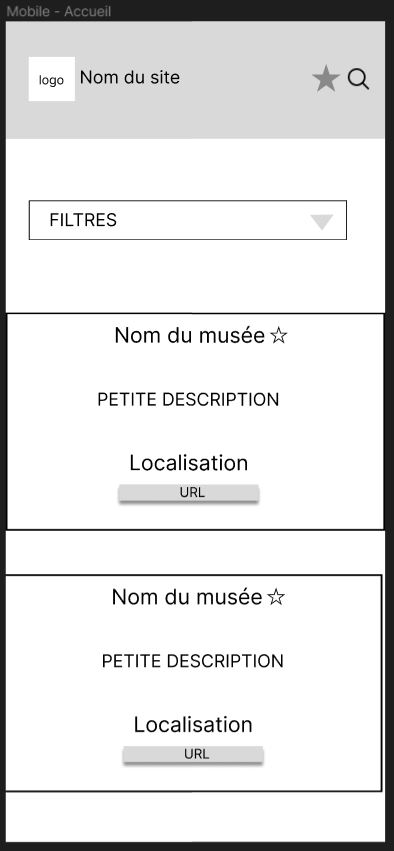 Mobile - Accueil
logo
Nom du site
FILTRES
Nom du musée
PETITE DESCRIPTION
Localisation
URL
Nom du musée
PETITE DESCRIPTION
Localisation
URL